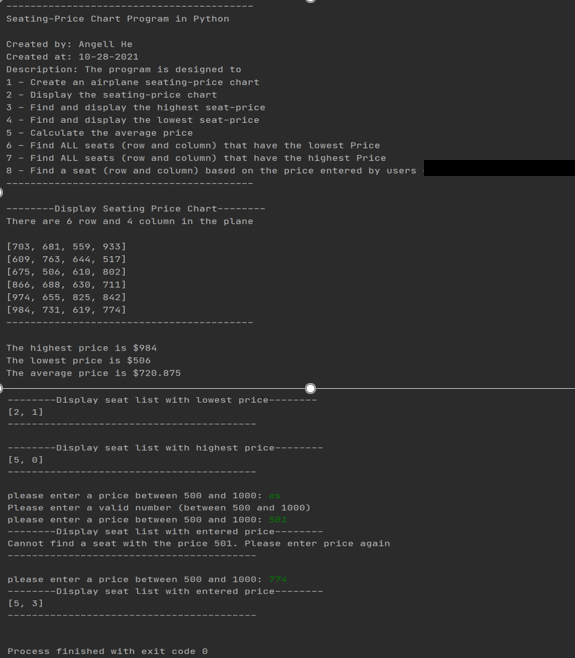 -----------------------------------------
Seating-Price Chart Program in Python
Created by: Angell He
Created at: 10-28-2021
Description: The program is designed to
1 - Create an airplane seating-price chart
2 - Display the seating-price chart
3 - Find and display the highest seat-price
4 - Find and display the lowest seat-price
5 - Calculate the average price
6 - Find ALL seats (row and column) that have the lowest Price
7 - Find ALL seats (row and column) that have the highest Price
8 - Find a seat (row and column) based on the price entered by users
-----------------------------------------
--------Display Seating Price Chart--------
There are 6 row and 4 column in the plane
[703, 681, 559, 933]
[609, 763, 644, 517]
[675, 506, 610, 802]
[866, 688, 630, 711]
[974, 655, 825, 842]
[984, 731, 619, 774]
-----------------------------------------
The highest price is $984
The lowest price is $506
The average price is $720.875
--------Display seat list with lowest price--------
[2, 1]
-----------------------------------------
--------Display seat list with highest price--------
[5, 0]
-----------------------------------------
please enter a price between 500 and 1000: as
Please enter a valid number (between 500 and 1000)
please enter a price between 500 and 1000: 501
--------Display seat list with entered price--------
Cannot find a seat with the price 501. Please enter price again
-----------------------------------------
please enter a price between 500 and 1000: 774
--------Display seat list with entered price--------
[5, 3]
-----------------------------------------
Process finished with exit code 0